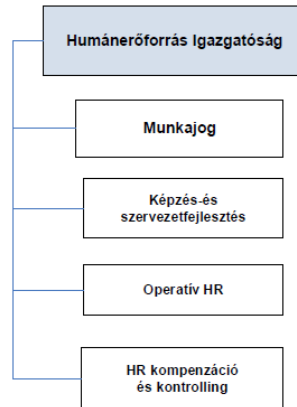 Humánerőforrás Igazgatóság
Munkajog
Képzés-és
szervezetfejlesztés
Operatív HR
HR kompenzáció
és kontrolling